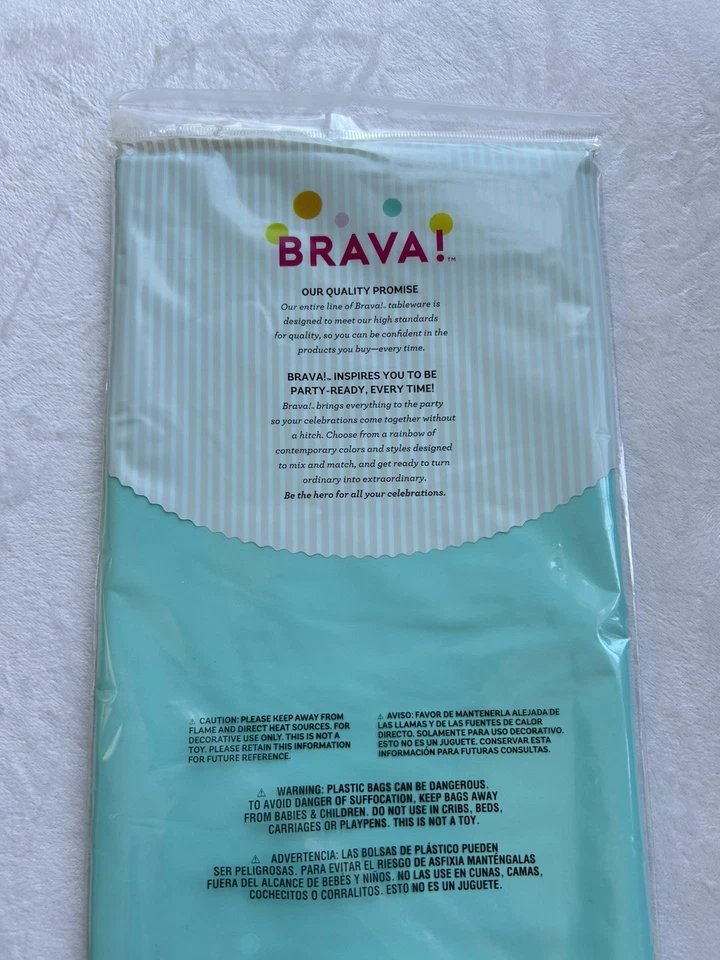 BRAVA!™
OUR QUALITY PROMISE
Our entire line of Brava!™ tableware is
designed to meet our high standards
for quality, so you can be confident in the
products you buy—every time.
BRAVA!™ INSPIRES YOU TO BE
PARTY-READY, EVERY TIME!
Brava!™ brings everything to the party
so your celebrations come together without
a hitch. Choose from a rainbow of
contemporary colors and styles designed
to mix and match, and get ready to turn
ordinary into extraordinary.
Be the hero for all your celebrations.
⚠ CAUTION: PLEASE KEEP AWAY FROM
FLAME AND DIRECT HEAT SOURCES. FOR
DECORATIVE USE ONLY. THIS IS NOT A
TOY. PLEASE RETAIN THIS INFORMATION
FOR FUTURE REFERENCE.
⚠ AVISO: FAVOR DE MANTENERLA ALEJADA DE
LAS LLAMAS Y DE LAS FUENTES DE CALOR
DIRECTO. SOLAMENTE PARA USO DECORATIVO.
ESTO NO ES UN JUGUETE. CONSERVAR ESTA
INFORMACIÓN PARA FUTURAS CONSULTAS.
⚠ WARNING: PLASTIC BAGS CAN BE DANGEROUS.
TO AVOID DANGER OF SUFFOCATION, KEEP BAGS AWAY
FROM BABIES & CHILDREN. DO NOT USE IN CRIBS, BEDS,
CARRIAGES OR PLAYPENS. THIS IS NOT A TOY.
⚠ ADVERTENCIA: LAS BOLSAS DE PLÁSTICO PUEDEN
SER PELIGROSAS. PARA EVITAR EL RIESGO DE ASFIXIA MANTÉNGALAS
FUERA DEL ALCANCE DE BEBÉS Y NIÑOS. NO LAS USE EN CUNAS, CAMAS,
COCHECITOS O CORRALITOS. ESTO NO ES UN JUGUETE.